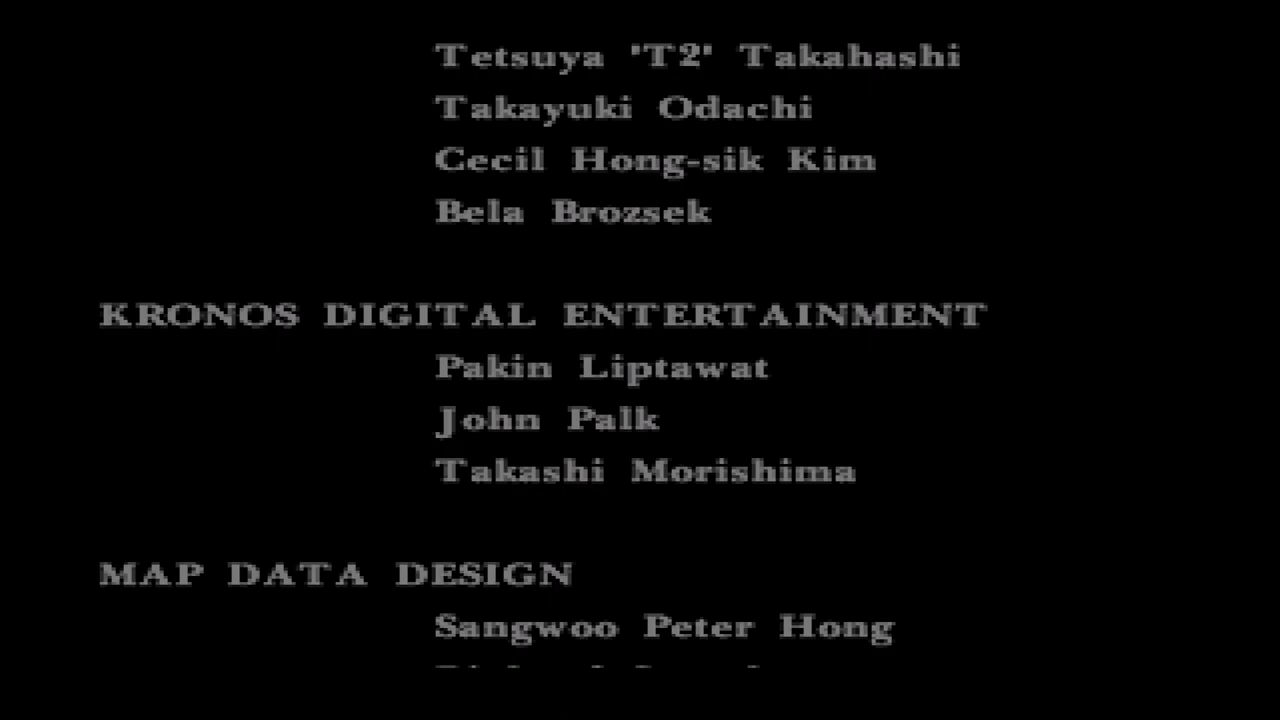 Tetsuya 'T2' Takahashi
Takayuki Odachi
Cecil Hong-sik Kim
Bela Brozsek
KRONOS DIGITAL ENTERTAINMENT
Pakin Liptawat
John Palk
Takashi Morishima
MAP DATA DESIGN
Sangwoo Peter Hong